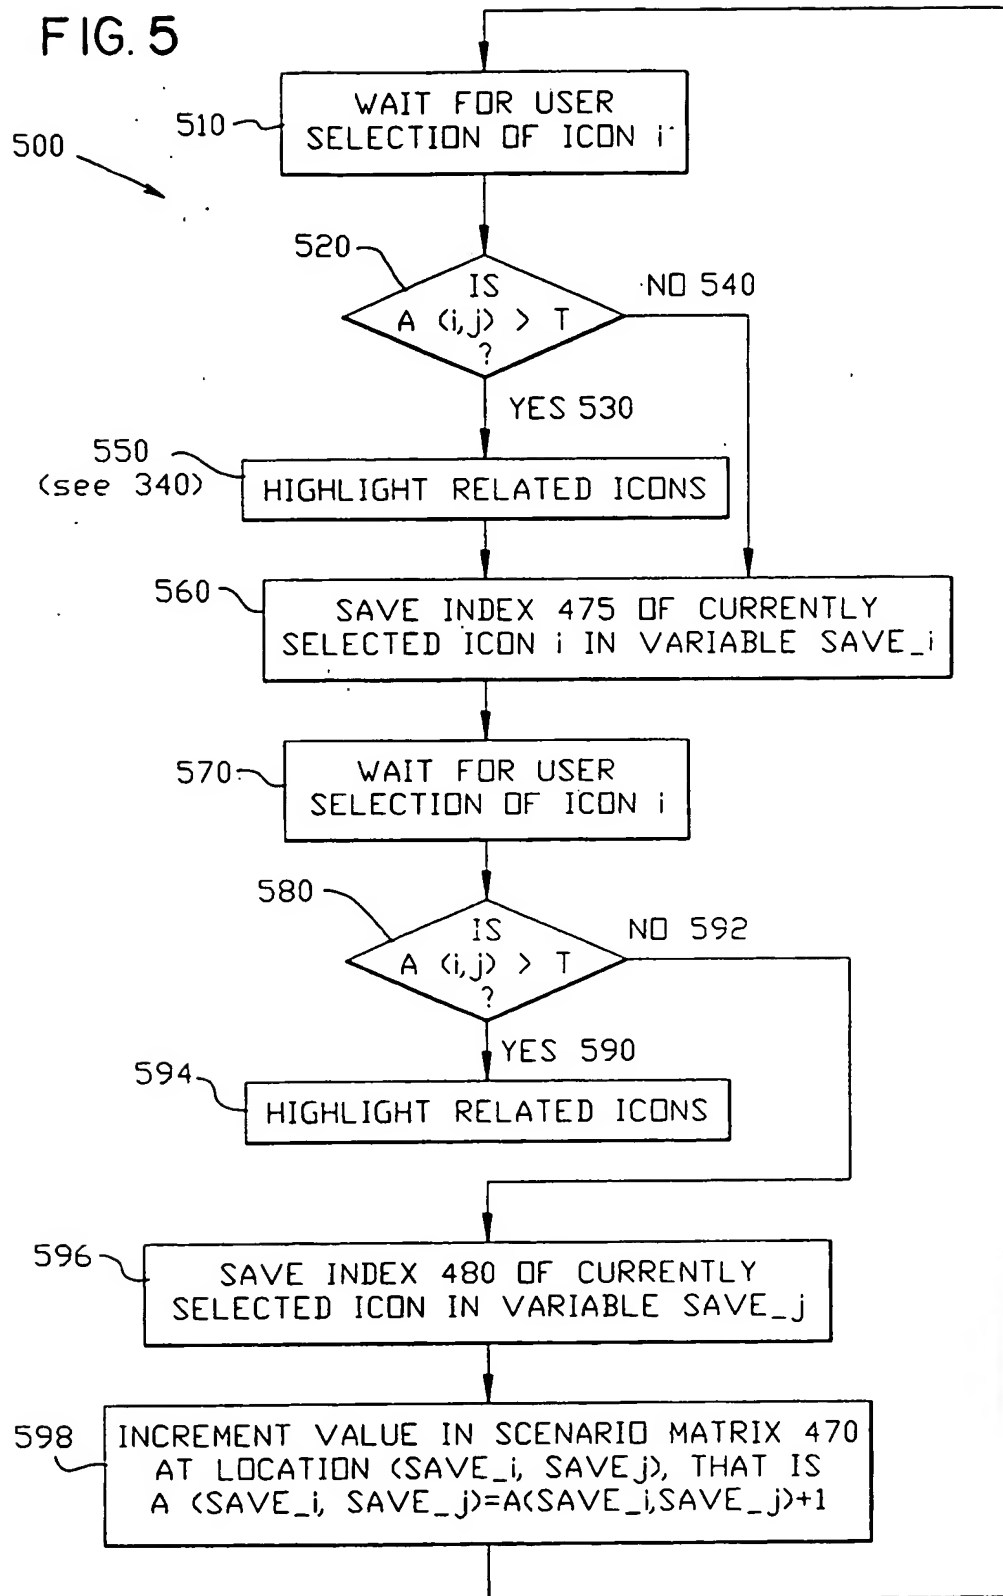 FIG. 5
500
510
WAIT FOR USER
SELECTION OF ICON i
520
IS
A (i,j) > T
?
NO 540
YES 530
550
(see 340)
HIGHLIGHT RELATED ICONS
560
SAVE INDEX 475 OF CURRENTLY
SELECTED ICON i IN VARIABLE SAVE_i
570
WAIT FOR USER
SELECTION OF ICON i
580
IS
A (i,j) > T
?
NO 592
YES 590
594
HIGHLIGHT RELATED ICONS
596
SAVE INDEX 480 OF CURRENTLY
SELECTED ICON IN VARIABLE SAVE_j
598
INCREMENT VALUE IN SCENARIO MATRIX 470
AT LOCATION (SAVE_i, SAVEj), THAT IS
A (SAVE_i, SAVE_j)=A(SAVE_i,SAVE_j)+1